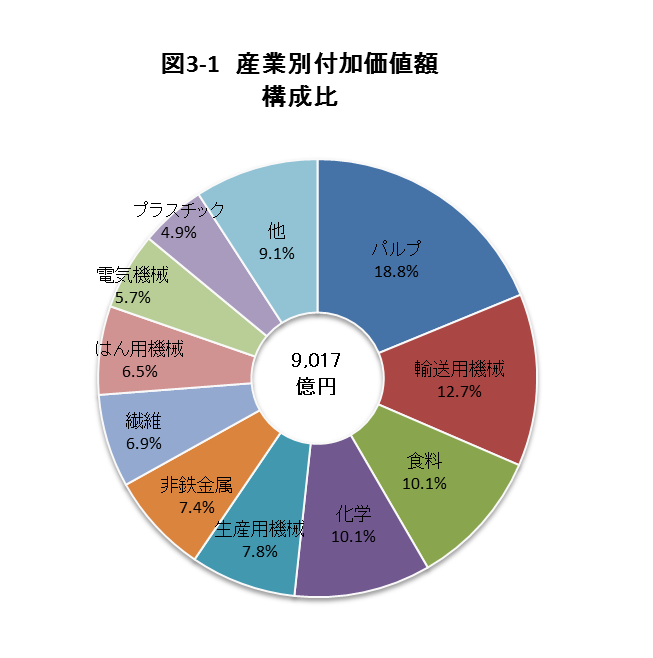 図3-1 産業別付加価値額
構成比
パルプ
18.8%
輸送用機械
12.7%
食料
10.1%
化学
10.1%
生産用機械
7.8%
非鉄金属
7.4%
繊維
6.9%
はん用機械
6.5%
電気機械
5.7%
プラスチック
4.9%
他
9.1%
9,017
億円